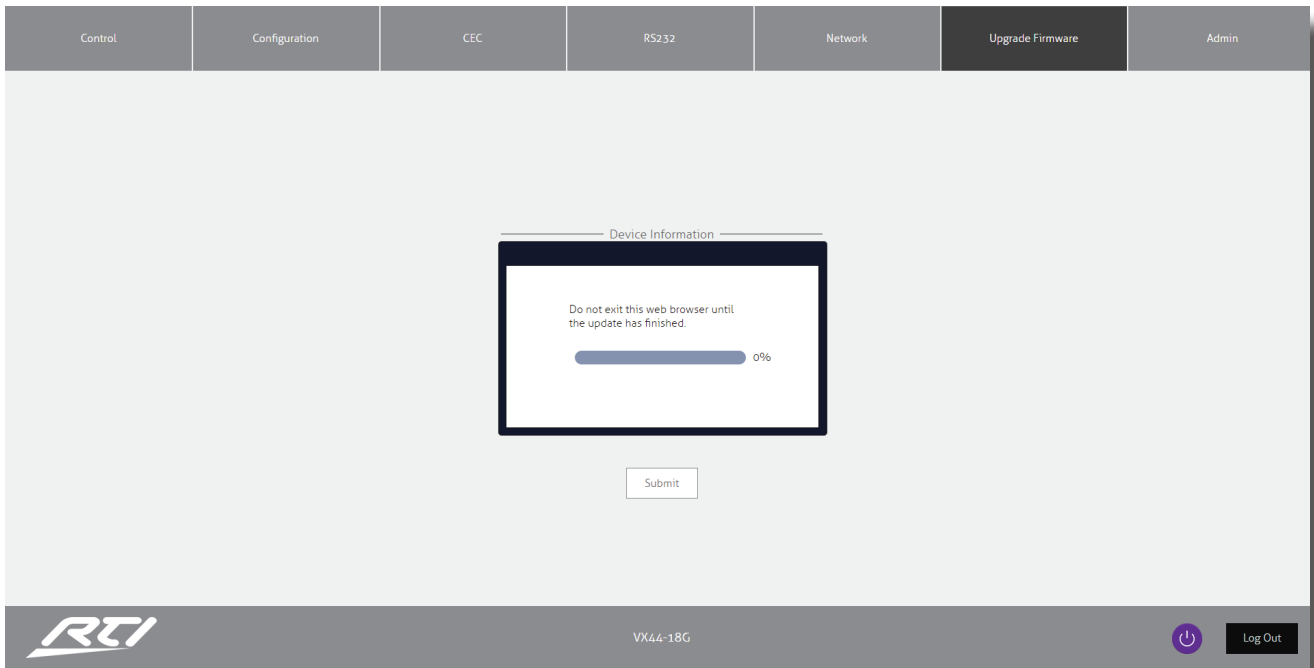 Control
Configuration
CEC
RS232
Network
Upgrade Firmware
Admin
Device Information
Do not exit this web browser until
the update has finished.
0%
Submit
RTI
VX44-18G
Log Out